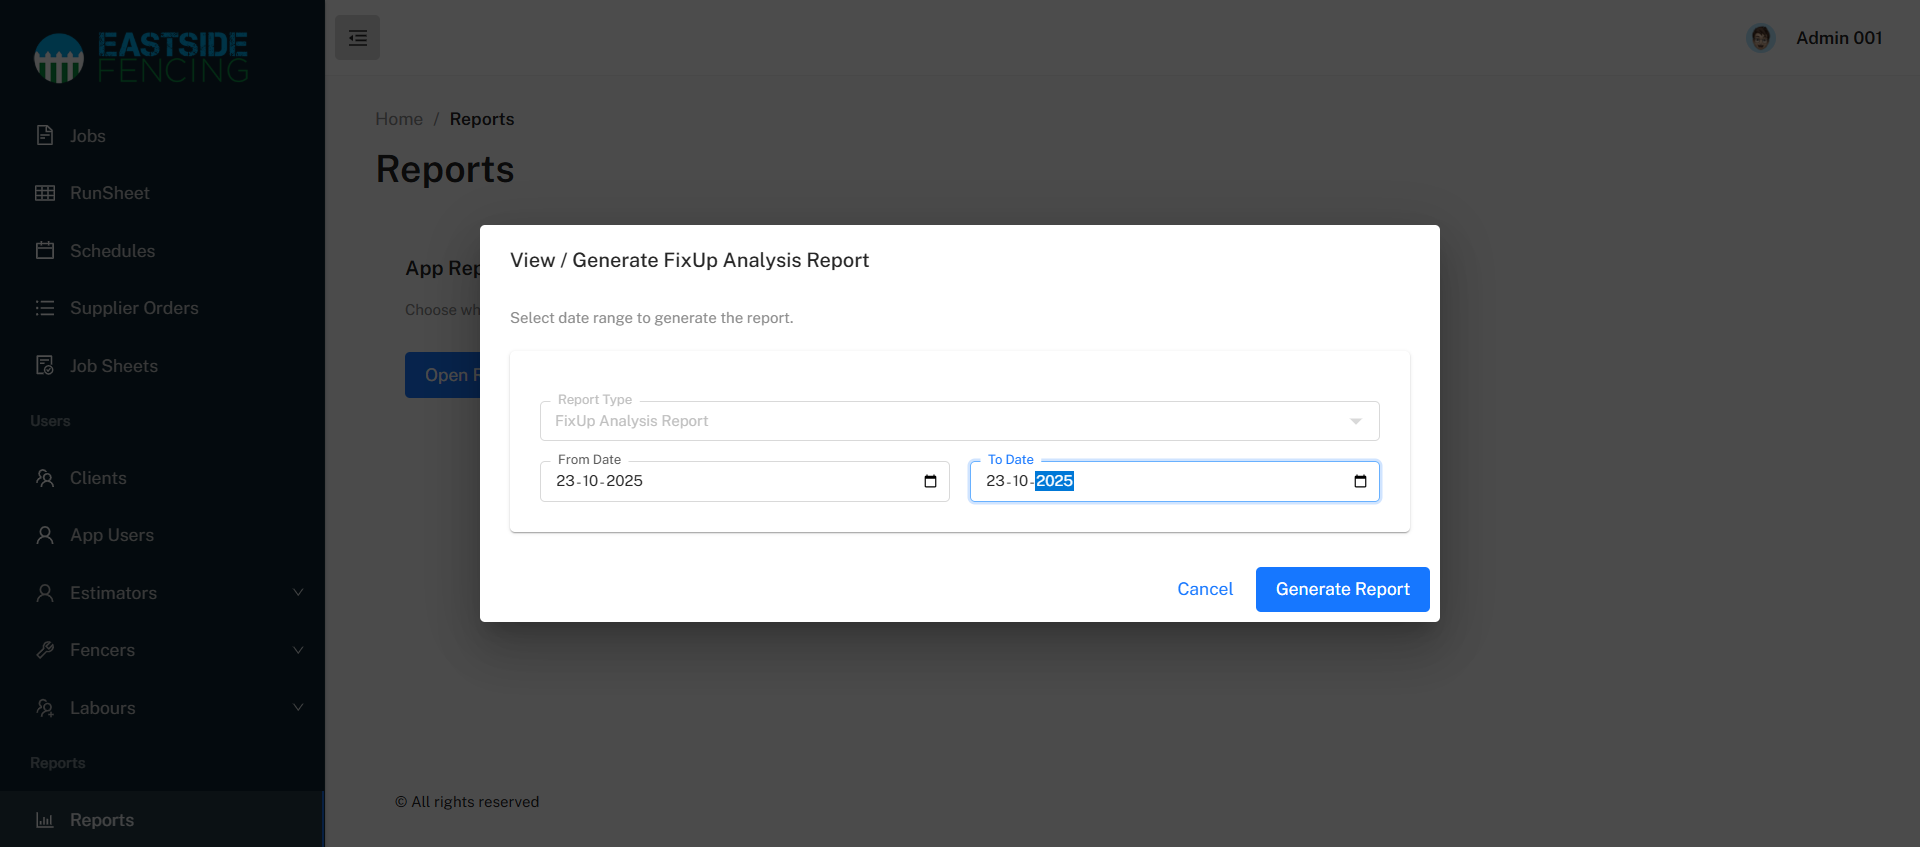 EASTSIDE
FENCING
Admin 001
Jobs
RunSheet
Schedules
Supplier Orders
Job Sheets
Users
Clients
App Users
Estimators
Fencers
Labours
Reports
Reports
Home / Reports
Reports
App Rep
Choose wh
Open F
View / Generate FixUp Analysis Report
Select date range to generate the report.
Report Type
FixUp Analysis Report
From Date
23-10-2025
To Date
23-10-2025
Cancel
Generate Report
© All rights reserved